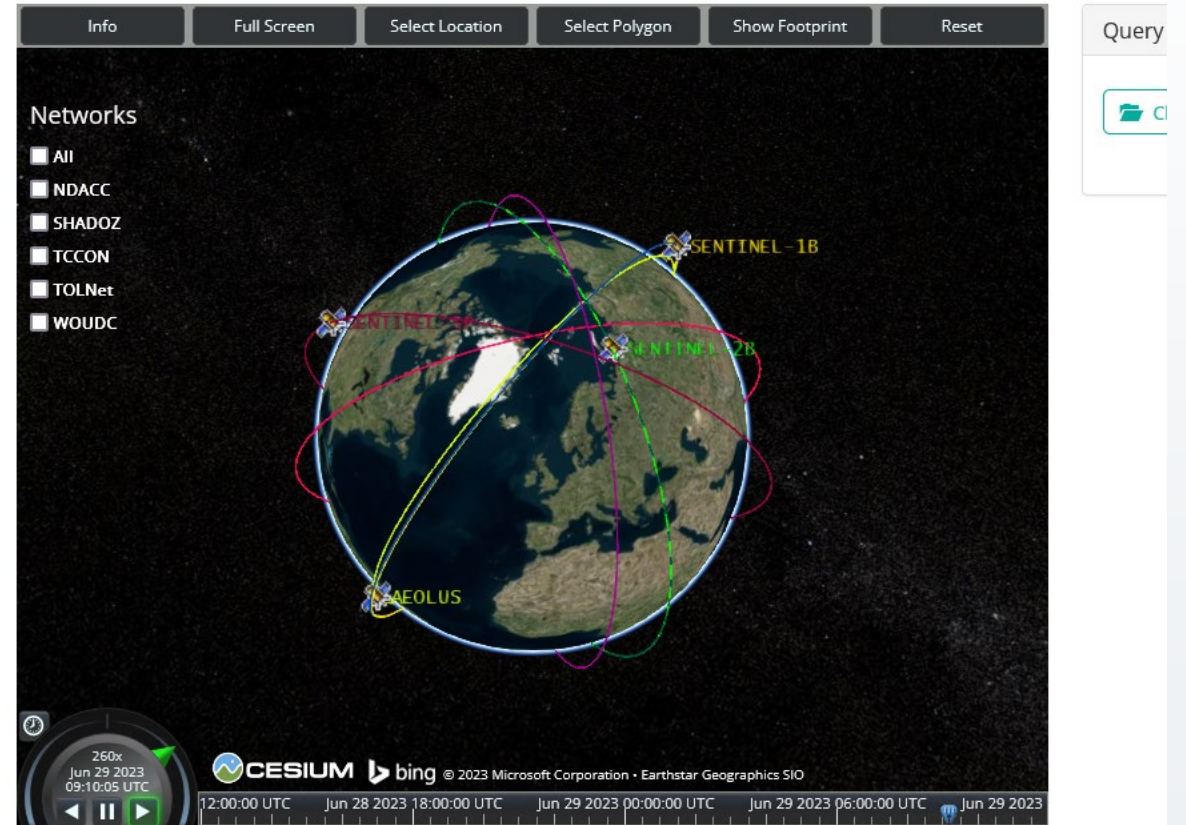 Info Full Screen Select Location Select Polygon Show Footprint Reset
Query
Networks
All
NDACC
SHADOZ
TCCON
TOLNet
WOUDC
SENTINEL-1B
SENTINEL-2B
AEOLUS
260x
Jun 29 2023
09:10:05 UTC
CESIUM bing © 2023 Microsoft Corporation • Earthstar Geographics SIO
12:00:00 UTC Jun 28 2023 18:00:00 UTC Jun 29 2023 00:00:00 UTC Jun 29 2023 06:00:00 UTC Jun 29 2023